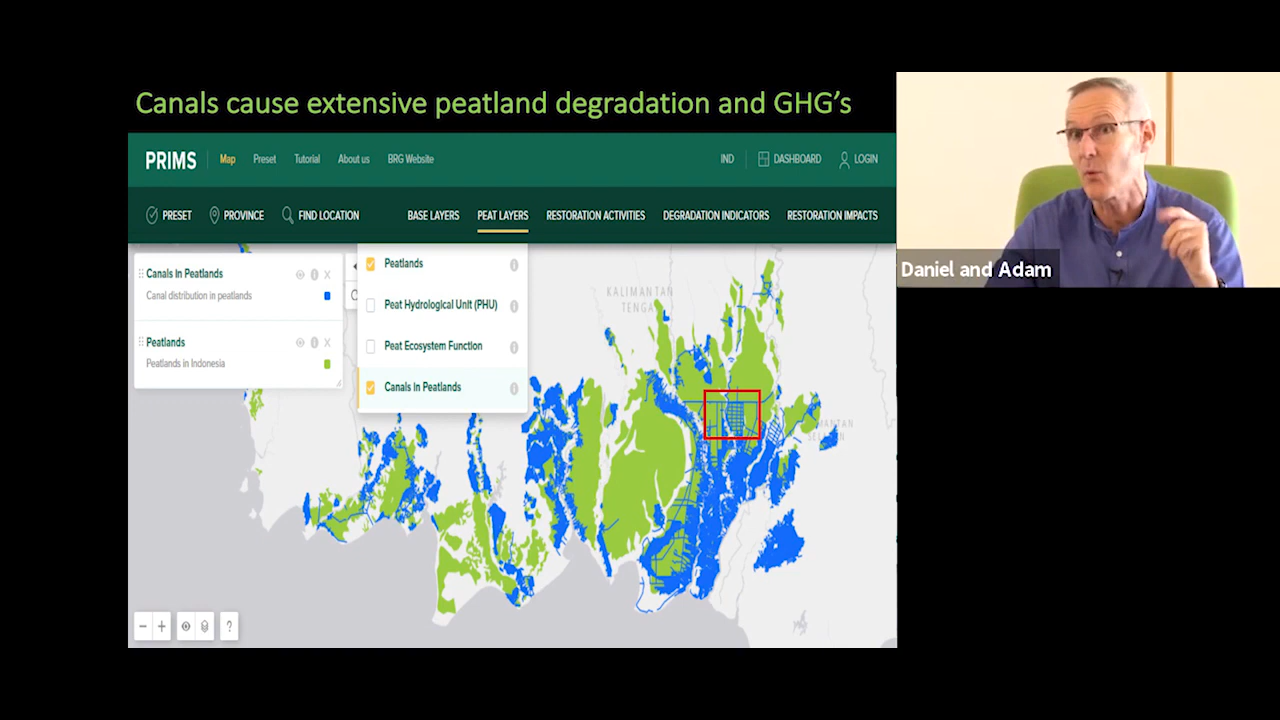 Canals cause extensive peatland degradation and GHG's
PRIMS Map Preset Tutorial About us BRG Website IND DASHBOARD LOGIN
PRESET PROVINCE FIND LOCATION BASE LAYERS PEAT LAYERS RESTORATION ACTIVITIES DEGRADATION INDICATORS RESTORATION IMPACTS
Canals In Peatlands
Canal distribution in peatlands
Peatlands
Peatlands in Indonesia
Peatlands
Peat Hydrological Unit (PHU)
Peat Ecosystem Function
Canals In Peatlands
KALIMANTAN
TENGA
Daniel and Adam